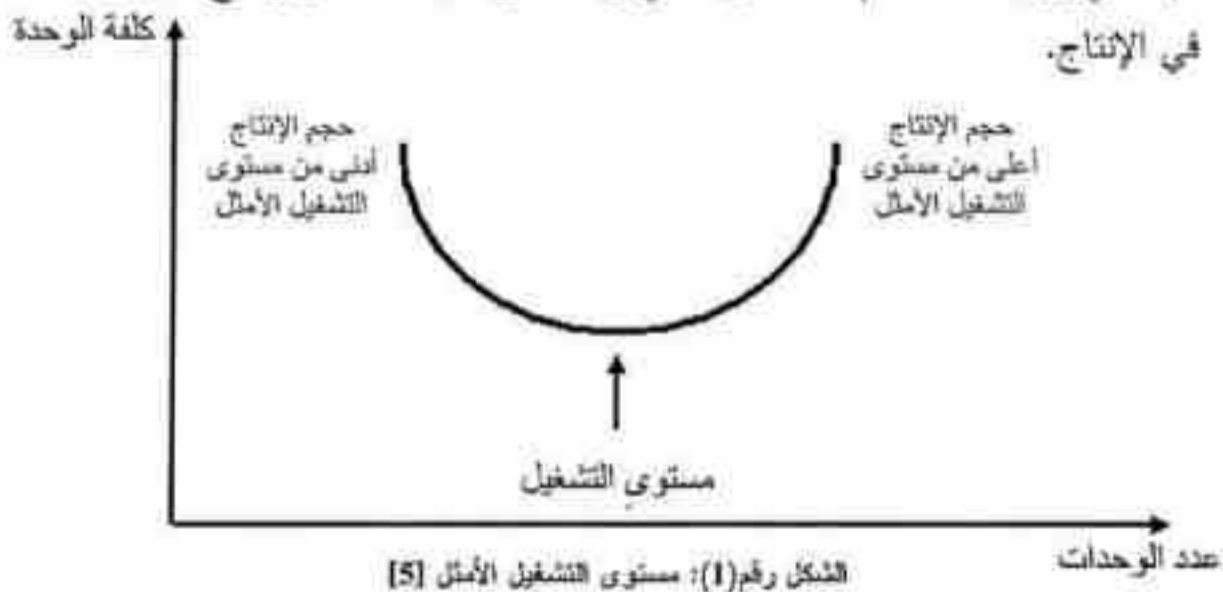 في الإنتاج.
كلفة الوحدة
حجم الإنتاج
أعلى من مستوى
التشغيل الأمثل
حجم الإنتاج
أدنى من مستوى
التشغيل الأمثل
مستوى التشغيل
عدد الوحدات
الشكل رقم(1): مستوى التشغيل الأمثل [5]